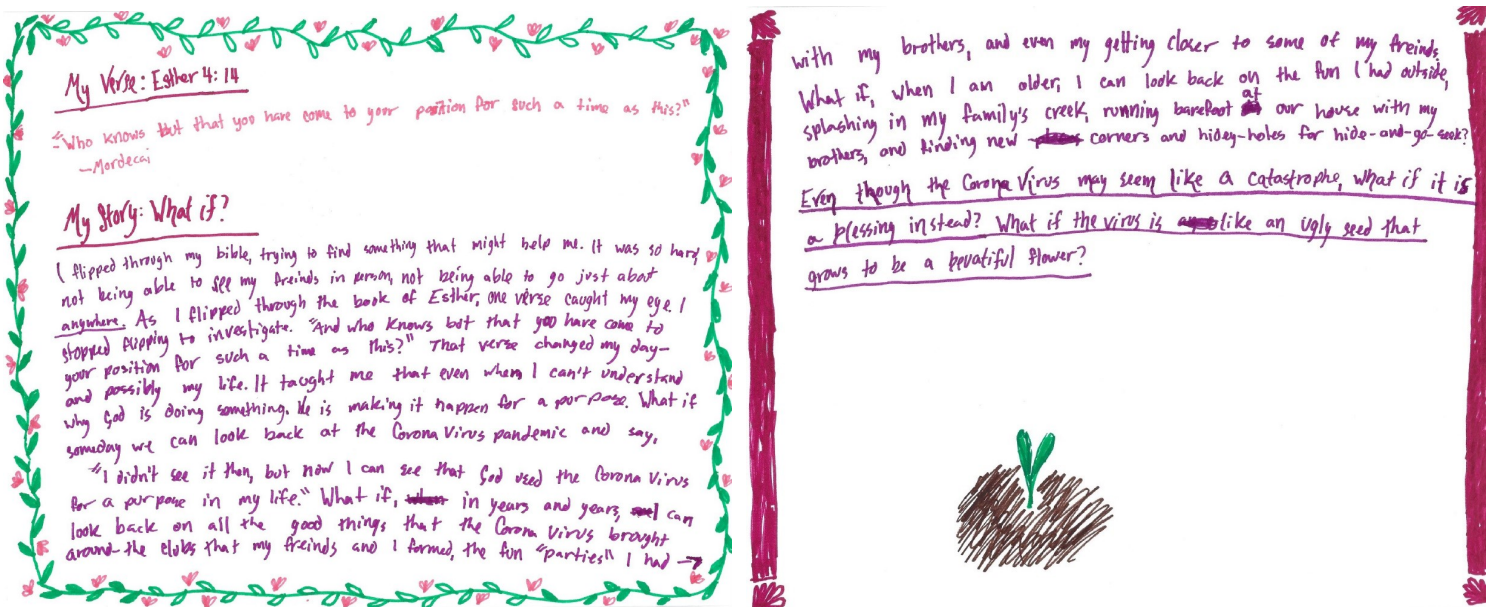 My Verse: Esther 4:14
"Who knows but that you have come to your position for such a time as this?"
-Mordecai
My Story: What if?
I flipped through my bible, trying to find something that might help me. It was so hard,
not being able to see my freinds in person, not being able to go just about
anywhere. As I flipped through the book of Esther, one verse caught my eye. I
stopped flipping to investigate. "And who knows but that you have come to
your position for such a time as this?" That verse changed my day-
and possibly my life. It taught me that even when I can't understand
why God is doing something. He is making it happen for a purpose. What if
someday we can look back at the Corona Virus pandemic and say,
"I didn't see it then, but now I can see that God used the Corona Virus
for a purpose in my life." What if, in years and years, I can
look back on all the good things that the Corona Virus brought
around-the clubs that my freinds and I formed, the fun "parties" I had →
with my brothers, and even my getting closer to some of my freinds.
What if, when I am older, I can look back on the fun I had outside,
splashing in my family's creek, running barefoot at our house with my
brothers, and finding new corners and hidey-holes for hide-and-go-seek?
Even though the Corona Virus may seem like a catastrophe, what if it is
a blessing instead? What if the virus is like an ugly seed that
grows to be a beuatiful flower?